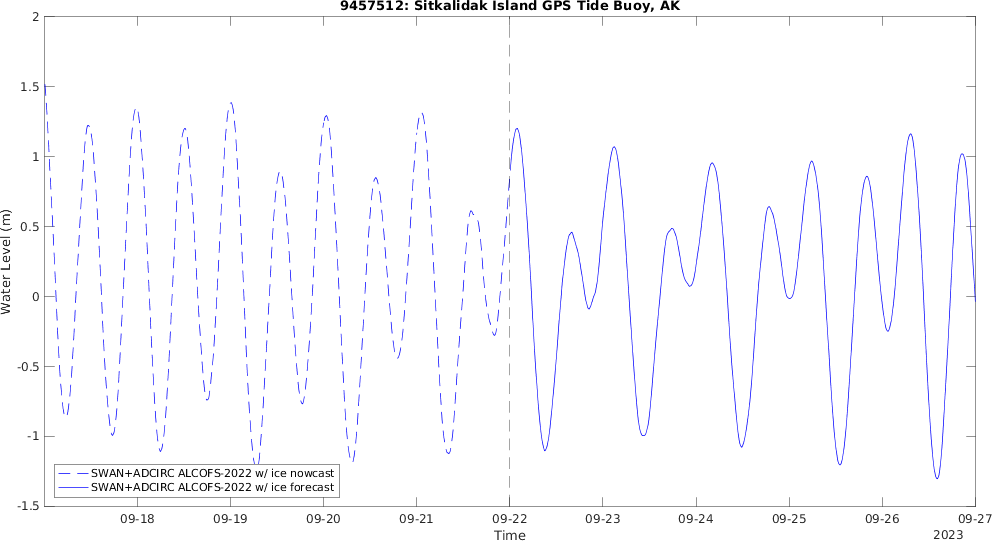 9457512: Sitkalidak Island GPS Tide Buoy, AK
2
1.5
1
0.5
0
-0.5
-1
-1.5
Water Level (m)
SWAN+ADCIRC ALCOFS-2022 w/ ice nowcast
SWAN+ADCIRC ALCOFS-2022 w/ ice forecast
09-18 09-19 09-20 09-21 09-22 09-23 09-24 09-25 09-26 09-27
Time
2023